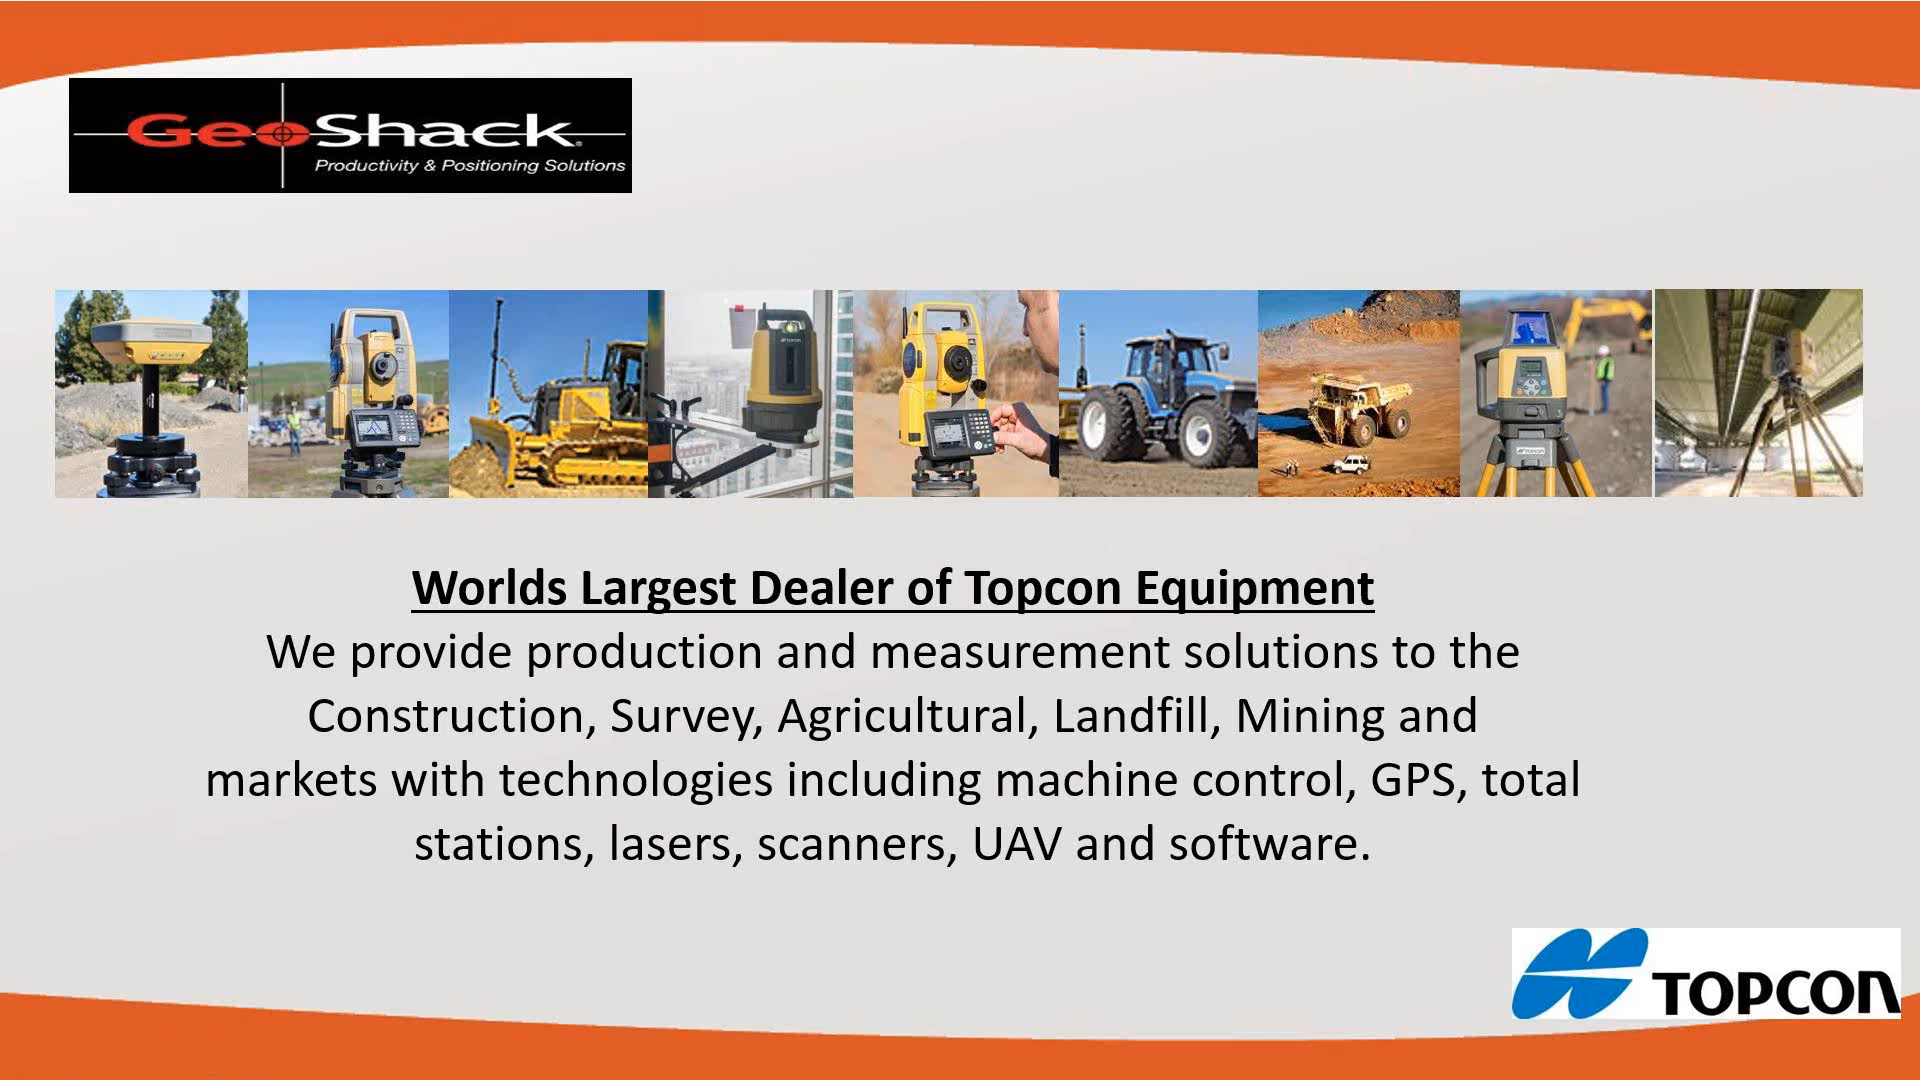 GeoShack®
Productivity & Positioning Solutions
Worlds Largest Dealer of Topcon Equipment
We provide production and measurement solutions to the
Construction, Survey, Agricultural, Landfill, Mining and
markets with technologies including machine control, GPS, total
stations, lasers, scanners, UAV and software.
TOPCON